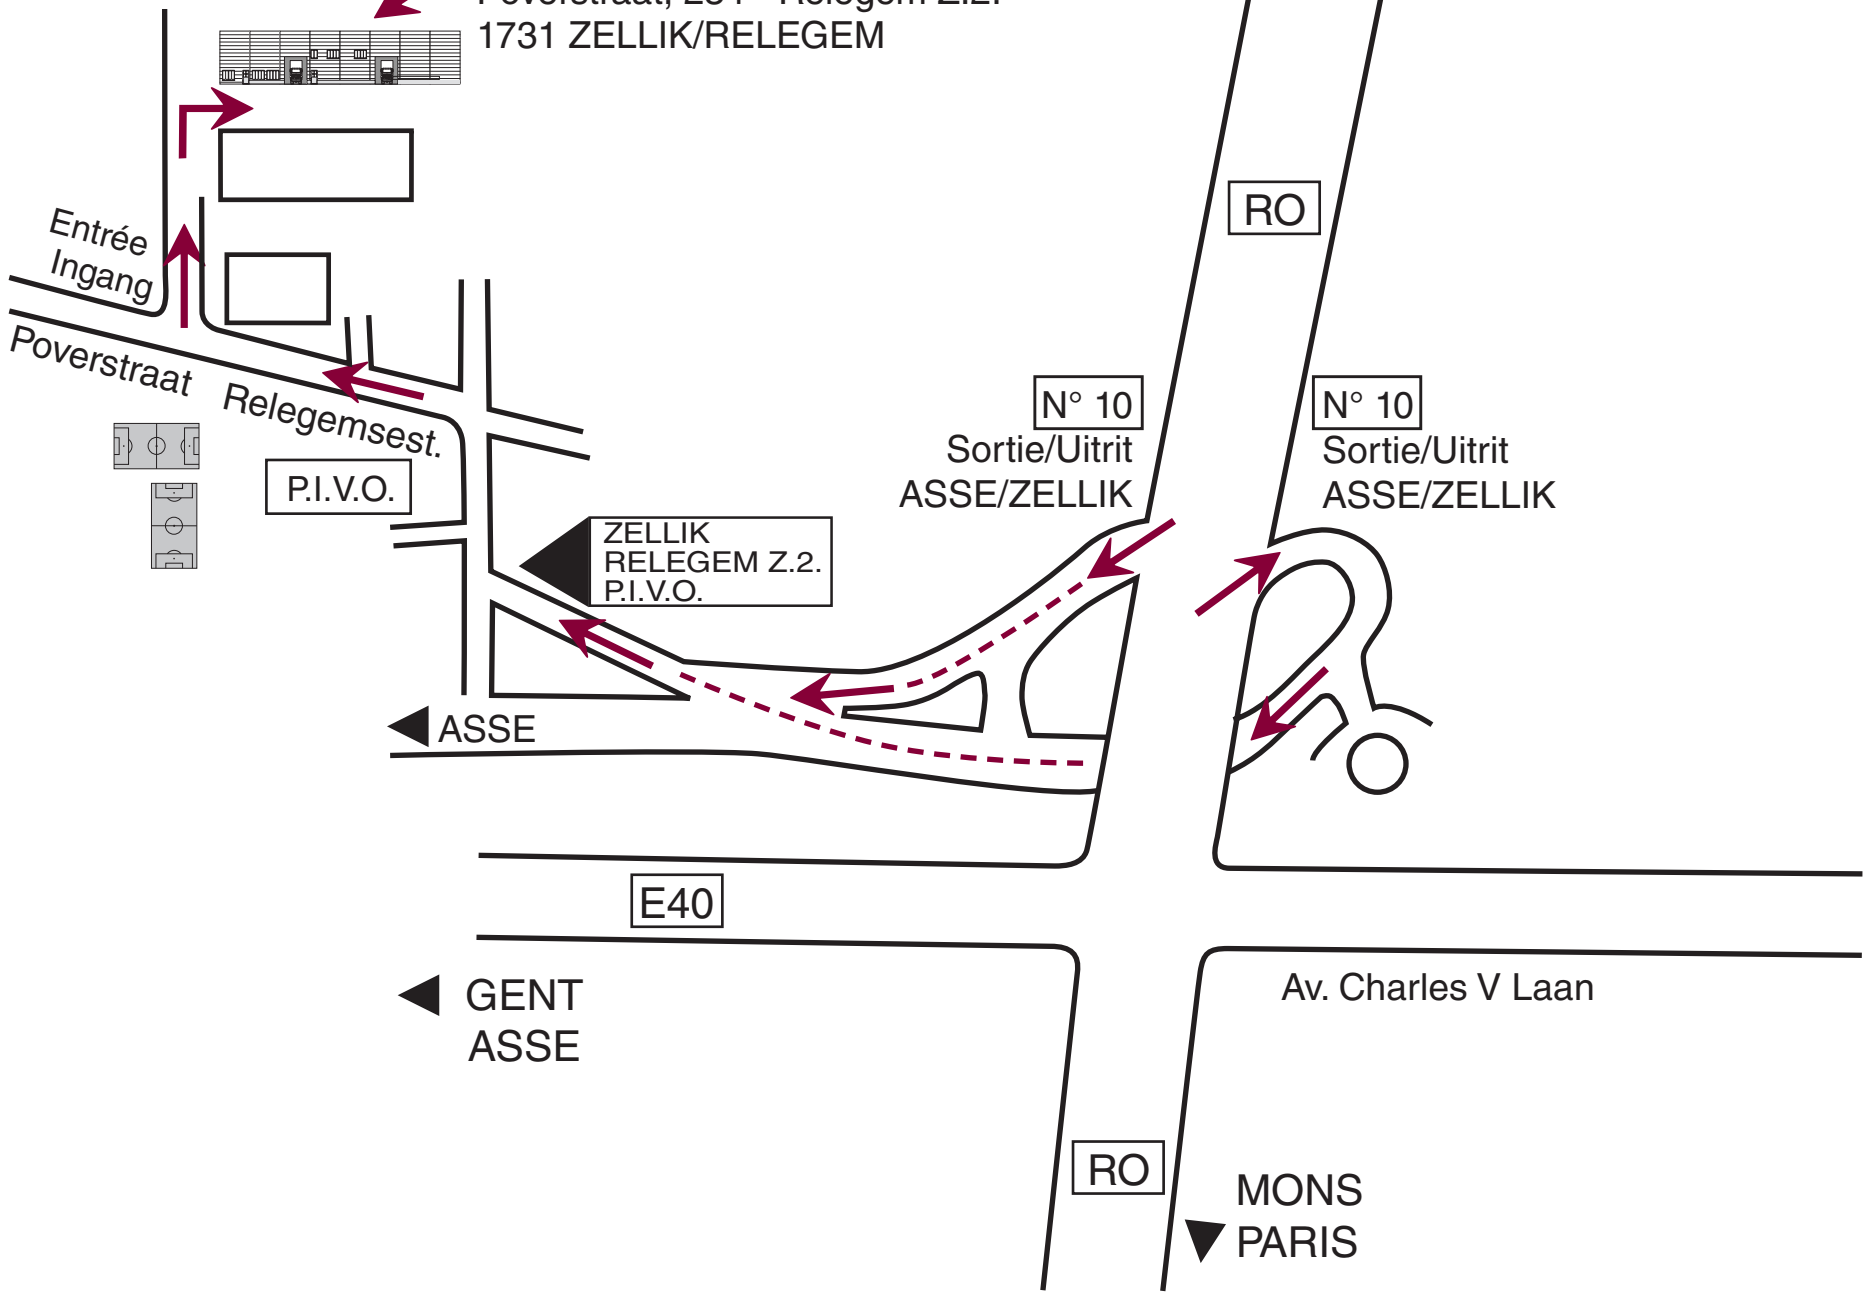 1731 ZELLIK/RELEGEM
RO
Entrée
Ingang
Poverstraat
Relegemsest.
N° 10
Sortie/Uitrit
ASSE/ZELLIK
N° 10
Sortie/Uitrit
ASSE/ZELLIK
P.I.V.O.
ZELLIK
RELEGEM Z.2.
P.I.V.O.
ASSE
E40
GENT
ASSE
Av. Charles V Laan
RO
MONS
PARIS